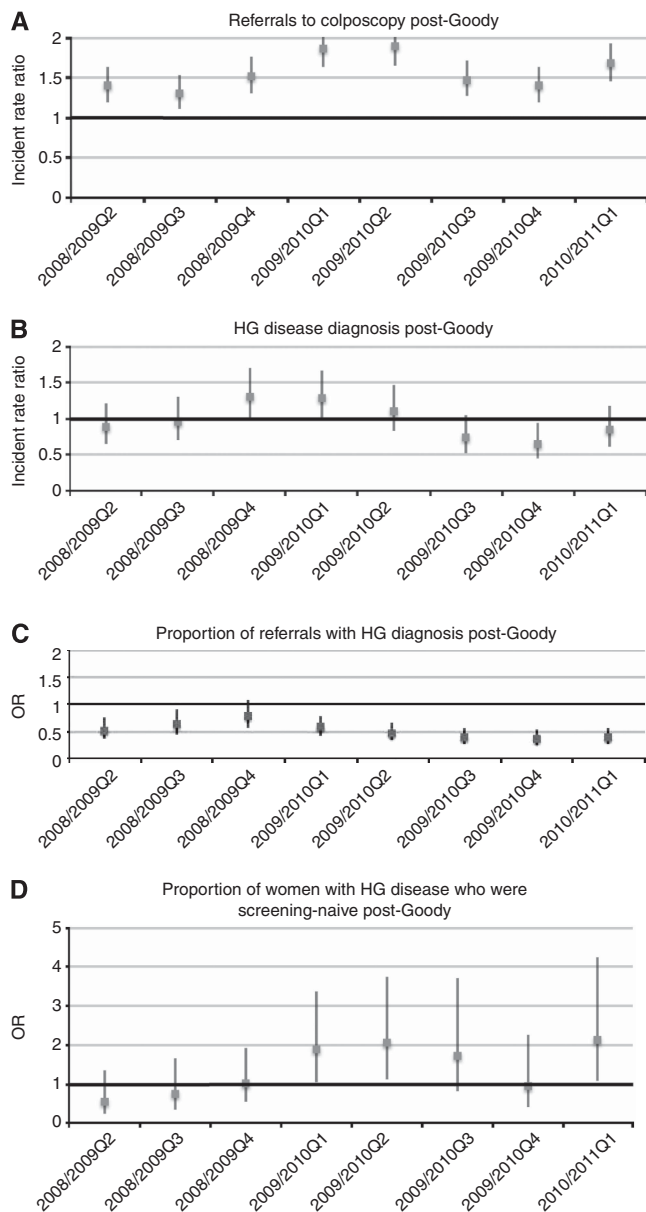 A
Referrals to colposcopy post-Goody
Incident rate ratio
2
1.5
1
0.5
0
2008/2009Q2
2008/2009Q3
2008/2009Q4
2009/2010Q1
2009/2010Q2
2009/2010Q3
2009/2010Q4
2010/2011Q1
B
HG disease diagnosis post-Goody
Incident rate ratio
2
1.5
1
0.5
0
2008/2009Q2
2008/2009Q3
2008/2009Q4
2009/2010Q1
2009/2010Q2
2009/2010Q3
2009/2010Q4
2010/2011Q1
C
Proportion of referrals with HG diagnosis post-Goody
OR
2
1.5
1
0.5
0
2008/2009Q2
2008/2009Q3
2008/2009Q4
2009/2010Q1
2009/2010Q2
2009/2010Q3
2009/2010Q4
2010/2011Q1
D
Proportion of women with HG disease who were
screening-naive post-Goody
OR
5
4
3
2
1
0
2008/2009Q2
2008/2009Q3
2008/2009Q4
2009/2010Q1
2009/2010Q2
2009/2010Q3
2009/2010Q4
2010/2011Q1